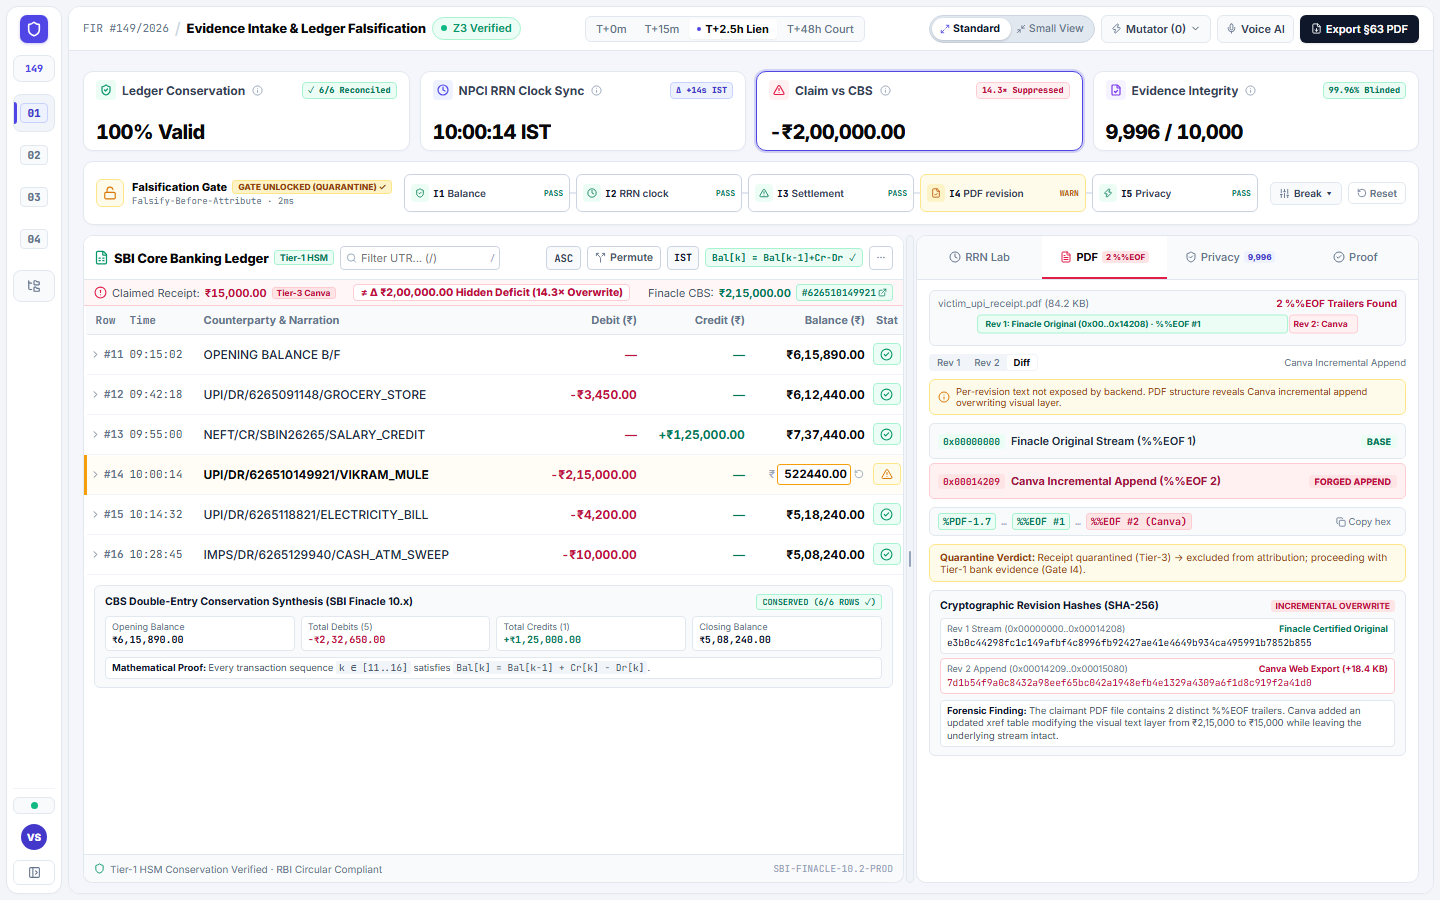 FIR #149/2026 / Evidence Intake & Ledger Falsification Z3 Verified
T+0m T+15m T+2.5h Lien T+48h Court
Standard Small View Mutator (0) Voice AI Export §63 PDF
149
01
02
03
04
VS
Ledger Conservation ✓ 6/6 Reconciled
100% Valid
NPCI RRN Clock Sync Δ +14s IST
10:00:14 IST
Claim vs CBS 14.3× Suppressed
-₹2,00,000.00
Evidence Integrity 99.96% Blinded
9,996 / 10,000
Falsification Gate GATE UNLOCKED (QUARANTINE) ✓
Falsify-Before-Attribute · 2ms
I1 Balance PASS
I2 RRN clock PASS
I3 Settlement PASS
I4 PDF revision WARN
I5 Privacy PASS
Break ▾ Reset
SBI Core Banking Ledger Tier-1 HSM Filter UTR... (/) / ASC Permute IST Bal[k] = Bal[k-1]+Cr-Dr ✓ ...
Claimed Receipt: ₹15,000.00 Tier-3 Canva ≠ Δ ₹2,00,000.00 Hidden Deficit (14.3× Overwrite) Finacle CBS: ₹2,15,000.00 #626510149921
Row Time Counterparty & Narration Debit (₹) Credit (₹) Balance (₹) Stat
#11 09:15:02 OPENING BALANCE B/F — — ₹6,15,890.00
#12 09:42:18 UPI/DR/6265091148/GROCERY_STORE -₹3,450.00 — ₹6,12,440.00
#13 09:55:00 NEFT/CR/SBIN26265/SALARY_CREDIT — +₹1,25,000.00 ₹7,37,440.00
#14 10:00:14 UPI/DR/626510149921/VIKRAM_MULE -₹2,15,000.00 — ₹ 522440.00
#15 10:14:32 UPI/DR/6265118821/ELECTRICITY_BILL -₹4,200.00 — ₹5,18,240.00
#16 10:28:45 IMPS/DR/6265129940/CASH_ATM_SWEEP -₹10,000.00 — ₹5,08,240.00
CBS Double-Entry Conservation Synthesis (SBI Finacle 10.x) CONSERVED (6/6 ROWS ✓)
Opening Balance
₹6,15,890.00
Total Debits (5)
-₹2,32,650.00
Total Credits (1)
+₹1,25,000.00
Closing Balance
₹5,08,240.00
Mathematical Proof: Every transaction sequence k ∈ [11..16] satisfies Bal[k] = Bal[k-1] + Cr[k] - Dr[k].
Tier-1 HSM Conservation Verified · RBI Circular Compliant SBI-FINACLE-10.2-PROD
RRN Lab PDF 2 %%EOF Privacy 9,996 Proof
victim_upi_receipt.pdf (84.2 KB) 2 %%EOF Trailers Found
Rev 1: Finacle Original (0x00..0x14208) · %%EOF #1 Rev 2: Canva
Rev 1 Rev 2 Diff Canva Incremental Append
Per-revision text not exposed by backend. PDF structure reveals Canva incremental append
overwriting visual layer.
0x00000000 Finacle Original Stream (%%EOF 1) BASE
0x00014209 Canva Incremental Append (%%EOF 2) FORGED APPEND
%PDF-1.7 … %%EOF #1 … %%EOF #2 (Canva) Copy hex
Quarantine Verdict: Receipt quarantined (Tier-3) → excluded from attribution; proceeding with
Tier-1 bank evidence (Gate I4).
Cryptographic Revision Hashes (SHA-256) INCREMENTAL OVERWRITE
Rev 1 Stream (0x00000000..0x00014208) Finacle Certified Original
e3b0c44298fc1c149afbf4c8996fb92427ae41e4649b934ca495991b7852b855
Rev 2 Append (0x00014209..0x00015080) Canva Web Export (+18.4 KB)
7d1b54f9a0c8432a98eef65bc042a1948efb4e1329a4309a6f1d8c919f2a41d0
Forensic Finding: The claimant PDF file contains 2 distinct %%EOF trailers. Canva added an
updated xref table modifying the visual text layer from ₹2,15,000 to ₹15,000 while leaving the
underlying stream intact.